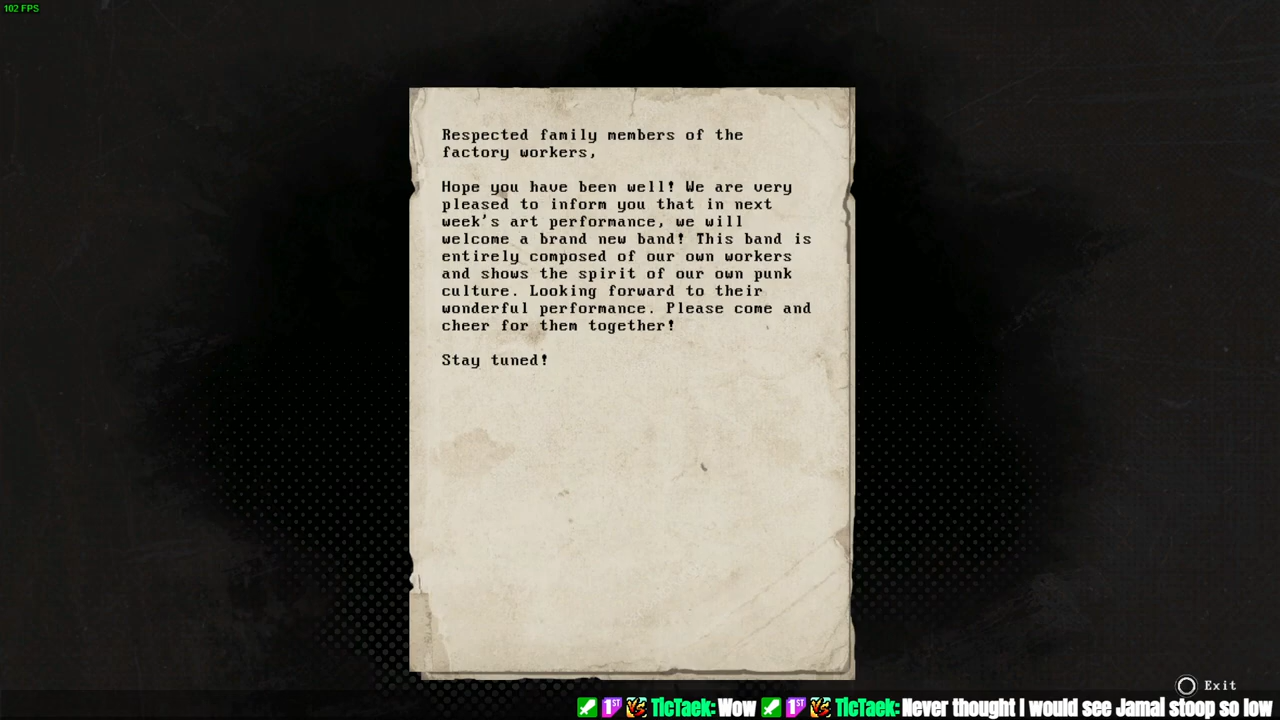 102 FPS
Respected family members of the
factory workers,
Hope you have been well! We are very
pleased to inform you that in next
week's art performance, we will
welcome a brand new band! This band is
entirely composed of our own workers
and shows the spirit of our own punk
culture. Looking forward to their
wonderful performance. Please come and
cheer for them together!
Stay tuned!
Exit
1ST VS TicTaek: Wow 1ST VS TicTaek: Never thought I would see Jamal stoop so low